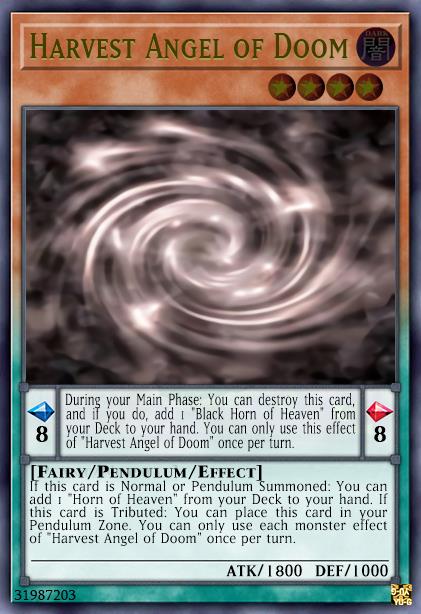 HARVEST ANGEL OF DOOM
DARK
闇
During your Main Phase: You can destroy this card,
and if you do, add 1 "Black Horn of Heaven" from
your Deck to your hand. You can only use this effect
of "Harvest Angel of Doom" once per turn.
8
8
[FAIRY/PENDULUM/EFFECT]
If this card is Normal or Pendulum Summoned: You can
add 1 "Horn of Heaven" from your Deck to your hand. If
this card is Tributed: You can place this card in your
Pendulum Zone. You can only use each monster effect
of "Harvest Angel of Doom" once per turn.
ATK/1800 DEF/1000
31987203